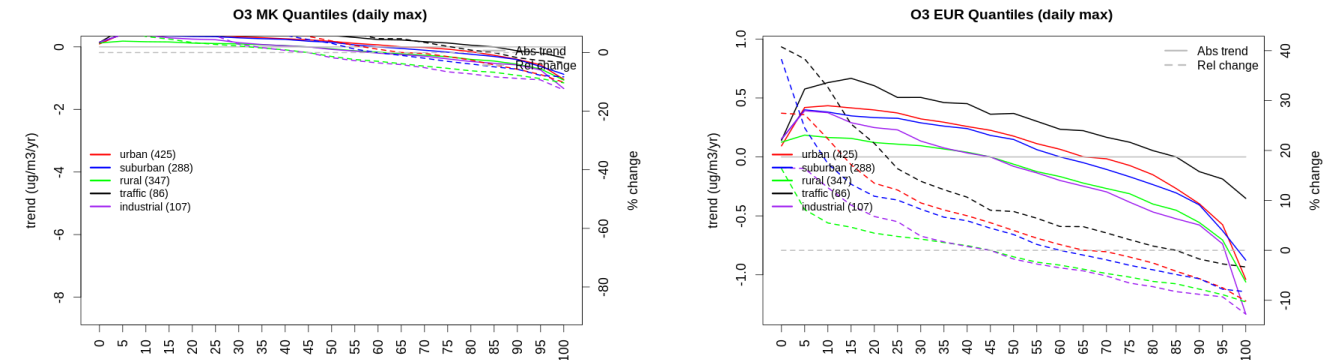 O3 MK Quantiles (daily max)
trend (ug/m3/yr)
0
-2
-4
-6
-8
Abs trend
Rel change
urban (425)
suburban (288)
rural (347)
traffic (86)
industrial (107)
0
-20
-40
-60
-80
% change
0 5 10 15 20 25 30 35 40 45 50 55 60 65 70 75 80 85 90 95 100
O3 EUR Quantiles (daily max)
trend (ug/m3/yr)
1.0
0.5
0.0
-0.5
-1.0
Abs trend
Rel change
urban (425)
suburban (288)
rural (347)
traffic (86)
industrial (107)
40
30
20
10
0
-10
% change
0 5 10 15 20 25 30 35 40 45 50 55 60 65 70 75 80 85 90 95 100